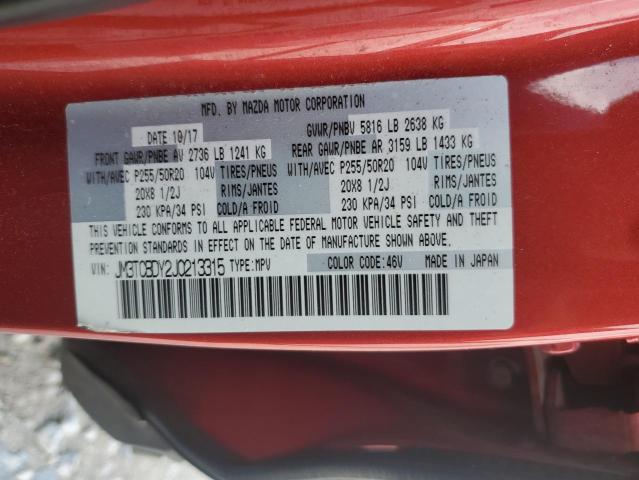 MFD. BY MAZDA MOTOR CORPORATION
DATE 10/17 GVWR/PNBV 5816 LB 2638 KG
FRONT GAWR/PNBE AV 2736 LB 1241 KG REAR GAWR/PNBE AR 3159 LB 1433 KG
WITH/AVEC P255/50R20 104V TIRES/PNEUS WITH/AVEC P255/50R20 104V TIRES/PNEUS
20X8 1/2J RIMS/JANTES 20X8 1/2J RIMS/JANTES
230 KPA/34 PSI COLD/A FROID 230 KPA/34 PSI COLD/A FROID
THIS VEHICLE CONFORMS TO ALL APPLICABLE FEDERAL MOTOR VEHICLE SAFETY AND THEFT
PREVENTION STANDARDS IN EFFECT ON THE DATE OF MANUFACTURE SHOWN ABOVE.
VIN: JM3TCBDY2J0213315 TYPE:MPV COLOR CODE:46V MADE IN JAPAN